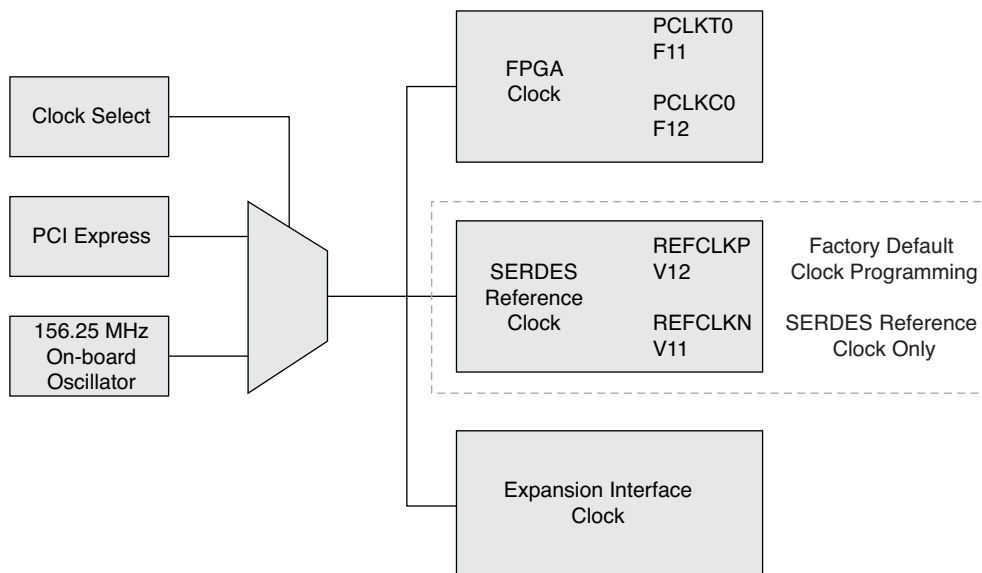 Clock Select
PCI Express
156.25 MHz
On-board
Oscillator
FPGA
Clock
PCLKT0
F11
PCLKC0
F12
SERDES
Reference
Clock
REFCLKP
V12
REFCLKN
V11
Factory Default
Clock Programming
SERDES Reference
Clock Only
Expansion Interface
Clock